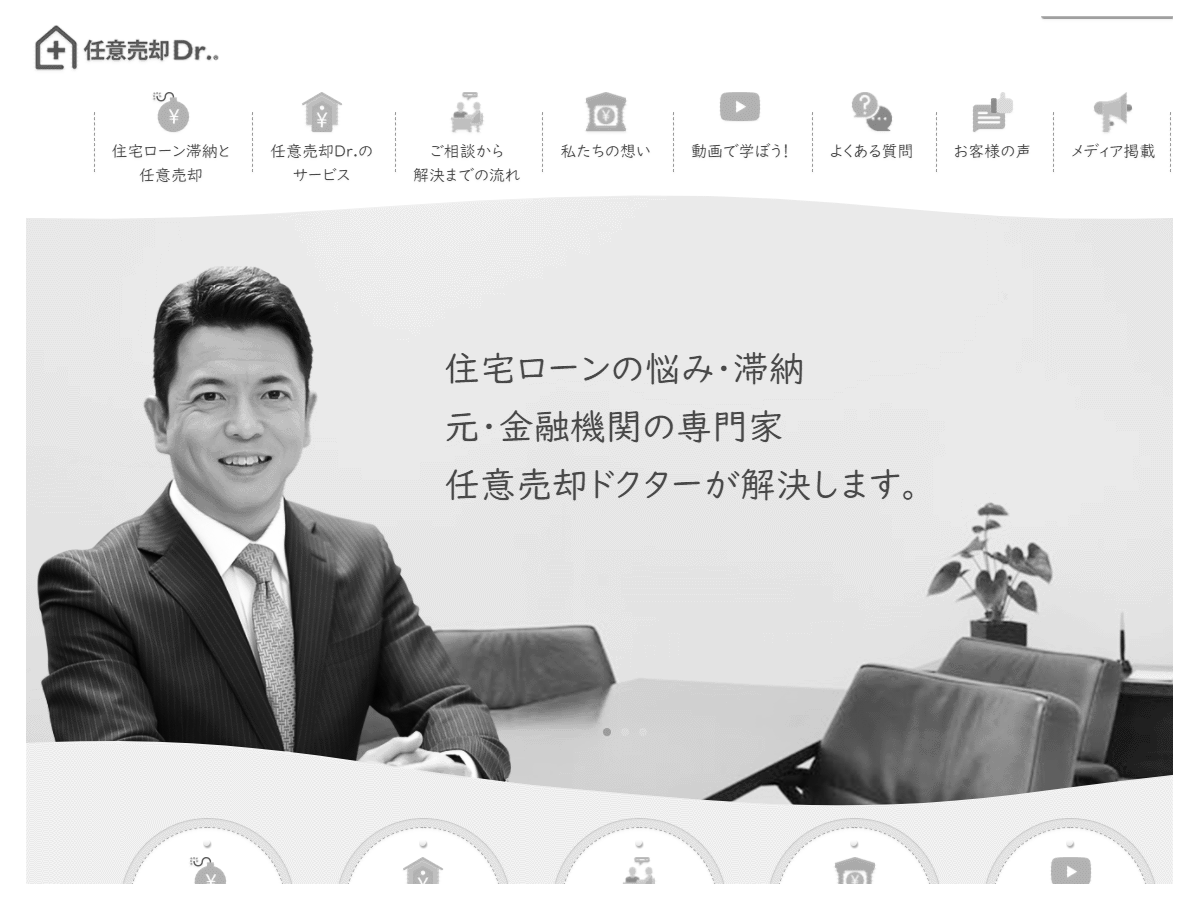 任意売却Dr..
住宅ローン滞納と
任意売却
任意売却Dr.の
サービス
ご相談から
解決までの流れ
私たちの想い
動画で学ぼう!
よくある質問
お客様の声
メディア掲載
住宅ローンの悩み・滞納
元・金融機関の専門家
任意売却ドクターが解決します。